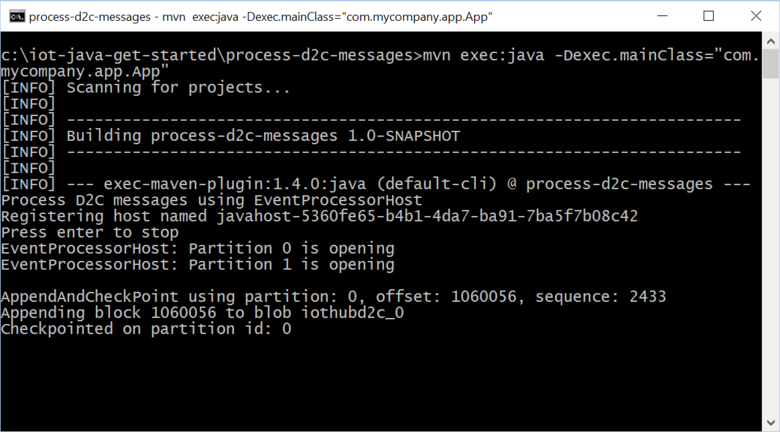 process-d2c-messages - mvn  exec:java -Dexec.mainClass="com.mycompany.app.App"
c:\iot-java-get-started\process-d2c-messages>mvn exec:java -Dexec.mainClass="com.
mycompany.app.App"
[INFO] Scanning for projects...
[INFO]
[INFO] ------------------------------------------------------------------------
[INFO] Building process-d2c-messages 1.0-SNAPSHOT
[INFO] ------------------------------------------------------------------------
[INFO]
[INFO] --- exec-maven-plugin:1.4.0:java (default-cli) @ process-d2c-messages ---
Process D2C messages using EventProcessorHost
Registering host named javahost-5360fe65-b4b1-4da7-ba91-7ba5f7b08c42
Press enter to stop
EventProcessorHost: Partition 0 is opening
EventProcessorHost: Partition 1 is opening
AppendAndCheckPoint using partition: 0, offset: 1060056, sequence: 2433
Appending block 1060056 to blob iothubd2c_0
Checkpointed on partition id: 0